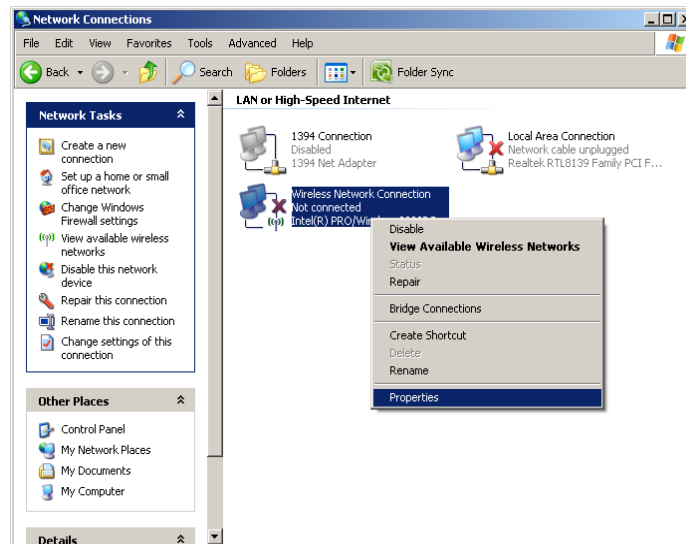 Network Connections
File Edit View Favorites Tools Advanced Help
Back Search Folders Folder Sync
Network Tasks
Create a new
connection
Set up a home or small
office network
Change Windows
Firewall settings
View available wireless
networks
Disable this network
device
Repair this connection
Rename this connection
Change settings of this
connection
Other Places
Control Panel
My Network Places
My Documents
My Computer
Details
LAN or High-Speed Internet
1394 Connection
Disabled
1394 Net Adapter
Local Area Connection
Network cable unplugged
Realtek RTL8139 Family PCI F...
Wireless Network Connection
Not connected
Intel(R)
Disable
View Available Wireless Networks
Status
Repair
Bridge Connections
Create Shortcut
Delete
Rename
Properties